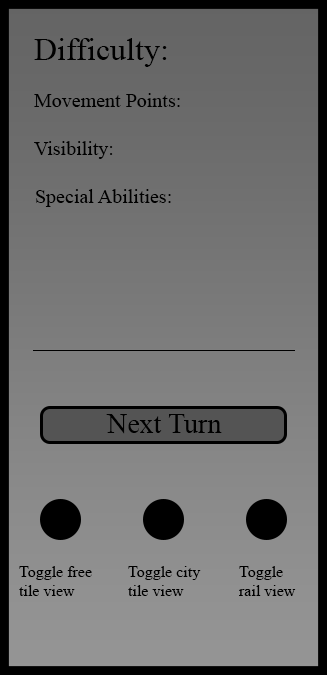 Difficulty:
Movement Points:
Visibility:
Special Abilities:
Next Turn
Toggle free
tile view
Toggle city
tile view
Toggle
rail view